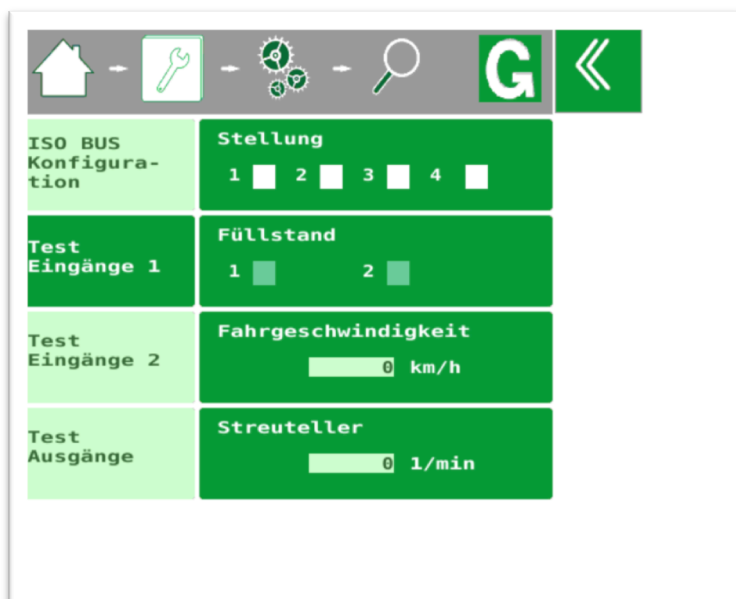 G
ISO BUS
Konfigura-
tion
Stellung
1 2 3 4
Test
Eingänge 1
Füllstand
1 2
Test
Eingänge 2
Fahrgeschwindigkeit
0 km/h
Test
Ausgänge
Streuteller
0 1/min